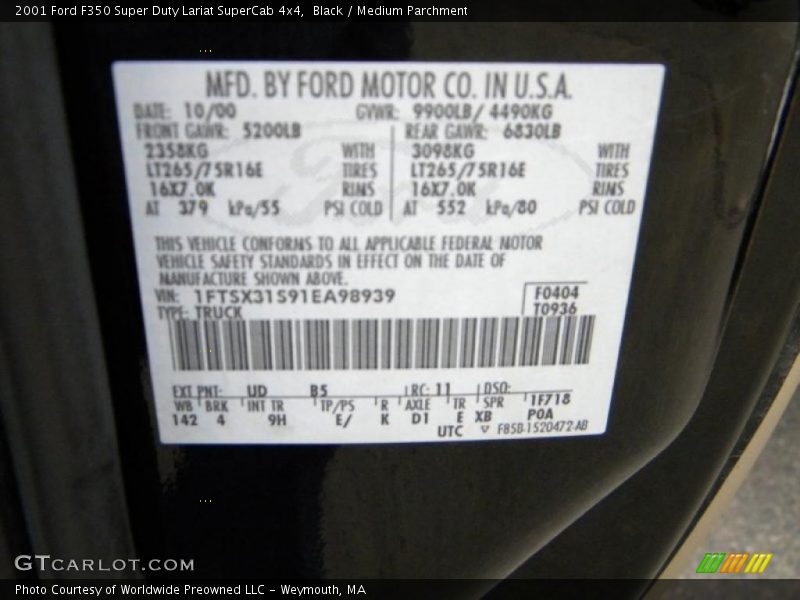 2001 Ford F350 Super Duty Lariat SuperCab 4x4, Black / Medium Parchment
MFD. BY FORD MOTOR CO. IN U.S.A.
DATE: 10/00 GVWR: 9900LB/ 4490KG
FRONT GAWR: 5200LB REAR GAWR: 6830LB
2358KG WITH 3098KG WITH
LT265/75R16E TIRES LT265/75R16E TIRES
16X7.0K RIMS 16X7.0K RIMS
AT 379 kPa/55 PSI COLD AT 552 kPa/80 PSI COLD
THIS VEHICLE CONFORMS TO ALL APPLICABLE FEDERAL MOTOR
VEHICLE SAFETY STANDARDS IN EFFECT ON THE DATE OF
MANUFACTURE SHOWN ABOVE.
VIN: 1FTSX31S91EA98939 F0404
TYPE: TRUCK T0936
EXT PNT: UD B5 RC: 11 DSO:
WB BRK INT TR TP/PS R AXLE TR SPR 1F718
142 4 9H E/ K D1 E XB POA
UTC F85B-1520472-AB
GTCARLOT.COM
Photo Courtesy of Worldwide Preowned LLC - Weymouth, MA